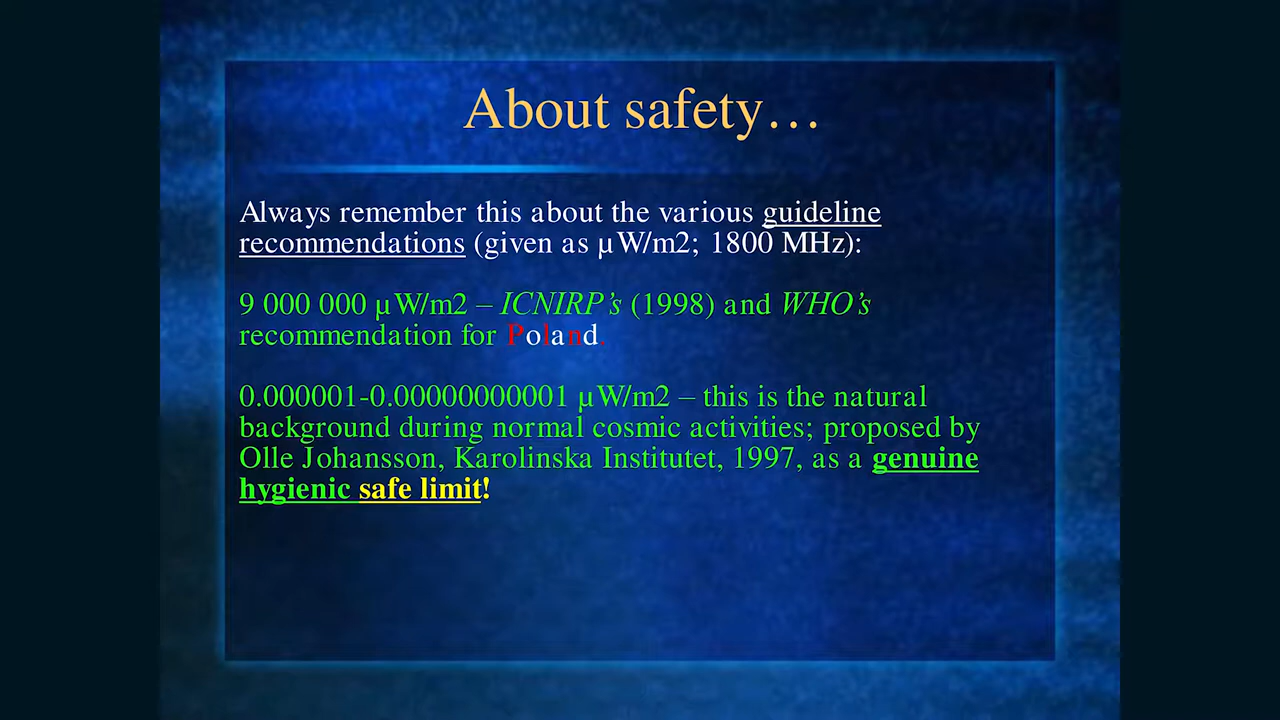 About safety…
Always remember this about the various guideline
recommendations (given as µW/m2; 1800 MHz):
9 000 000 µW/m2 – ICNIRP’s (1998) and WHO’s
recommendation for Poland.
0.000001-0.00000000001 µW/m2 – this is the natural
background during normal cosmic activities; proposed by
Olle Johansson, Karolinska Institutet, 1997, as a genuine
hygienic safe limit!